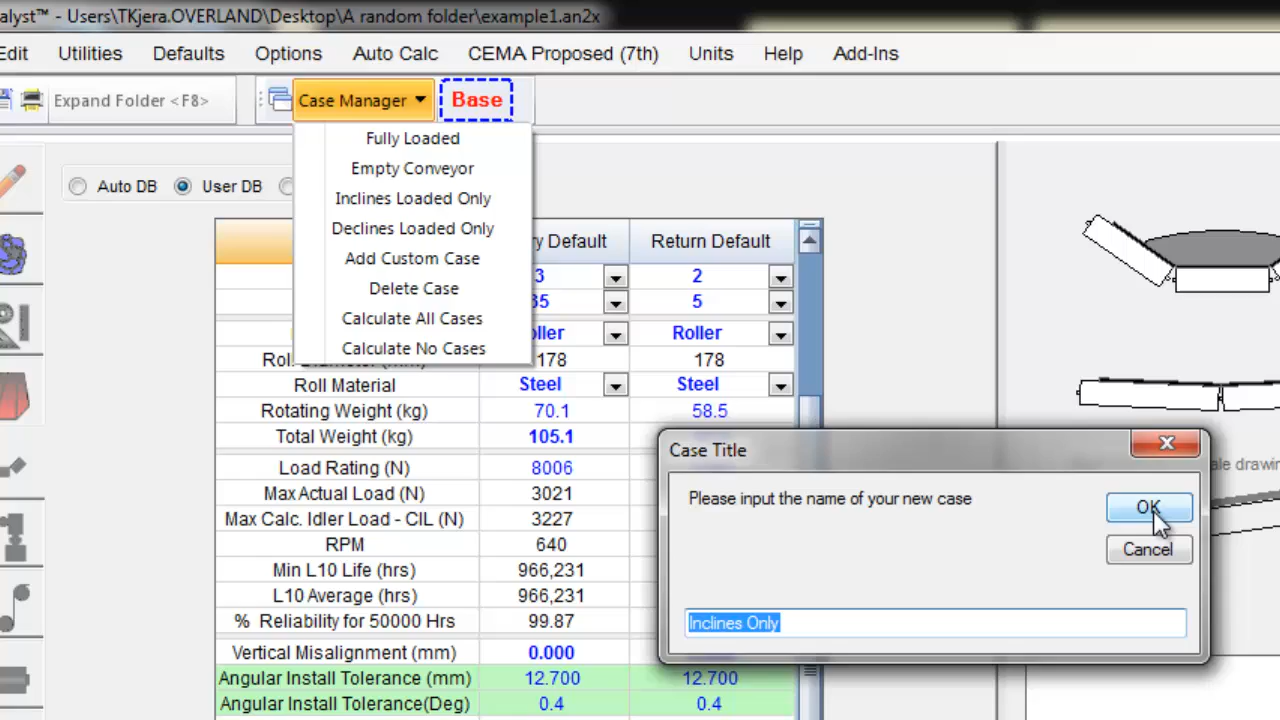 alyst™ - Users\TKjera.OVERLAND\Desktop\A random folder\example1.an2x
Edit Utilities Defaults Options Auto Calc CEMA Proposed (7th) Units Help Add-Ins
Expand Folder <F8> Case Manager Base
Fully Loaded
Empty Conveyor
Auto DB User DB
Inclines Loaded Only
Declines Loaded Only
y Default Return Default
Add Custom Case
3 2
Delete Case
35 5
Calculate All Cases
oller Roller
Calculate No Cases
178 178
Roll Material Steel Steel
Rotating Weight (kg) 70.1 58.5
Total Weight (kg) 105.1
Case Title
Load Rating (N) 8006
ale drawin
Max Actual Load (N) 3021
Please input the name of your new case
OK
Max Calc. Idler Load - CIL (N) 3227
RPM 640
Cancel
Min L10 Life (hrs) 966,231
L10 Average (hrs) 966,231
% Reliability for 50000 Hrs 99.87
Inclines Only
Vertical Misalignment (mm) 0.000
Angular Install Tolerance (mm) 12.700 12.700
Angular Install Tolerance(Deg) 0.4 0.4